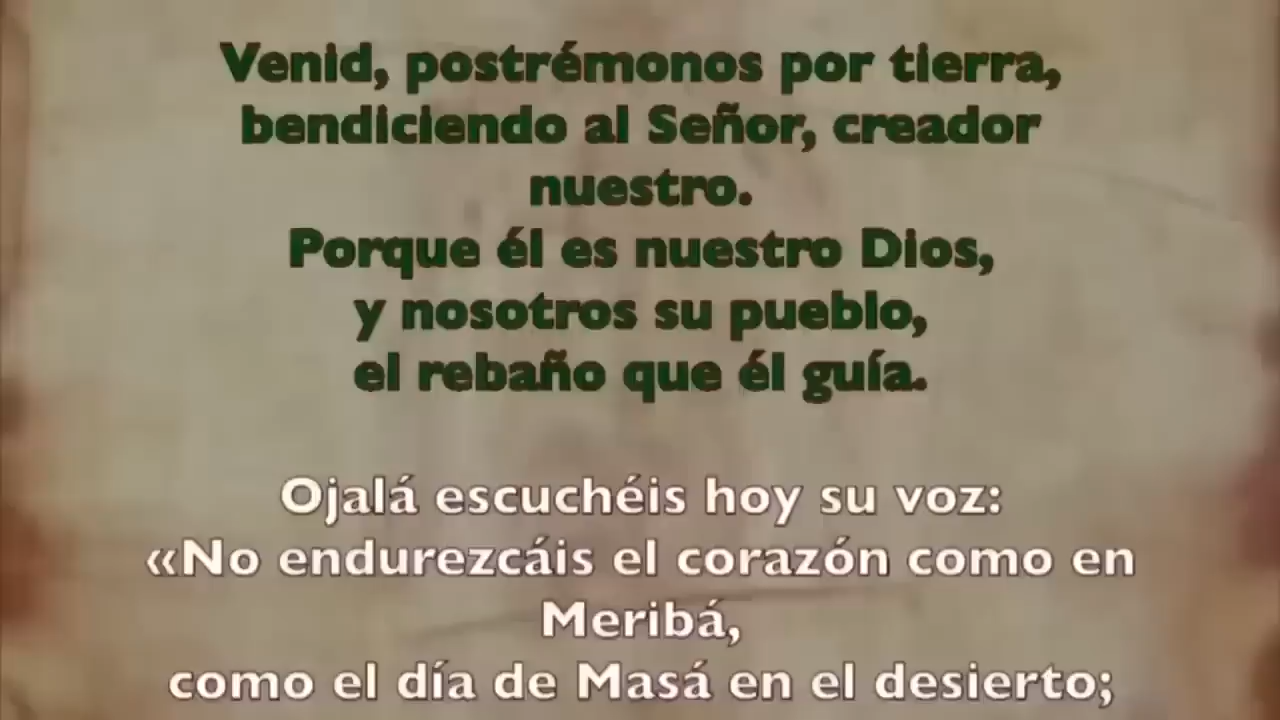 Venid, postrémonos por tierra,
bendiciendo al Señor, creador
nuestro.
Porque él es nuestro Dios,
y nosotros su pueblo,
el rebaño que él guía.
Ojalá escuchéis hoy su voz:
«No endurezcáis el corazón como en
Meribá,
como el día de Masá en el desierto;